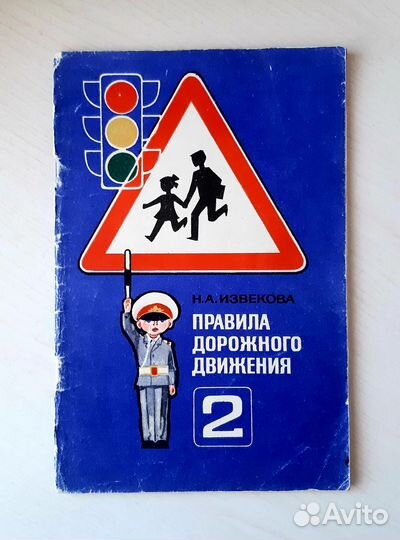 Н.А.ИЗВЕКОВА
ПРАВИЛА
ДОРОЖНОГО
ДВИЖЕНИЯ
2
Avito